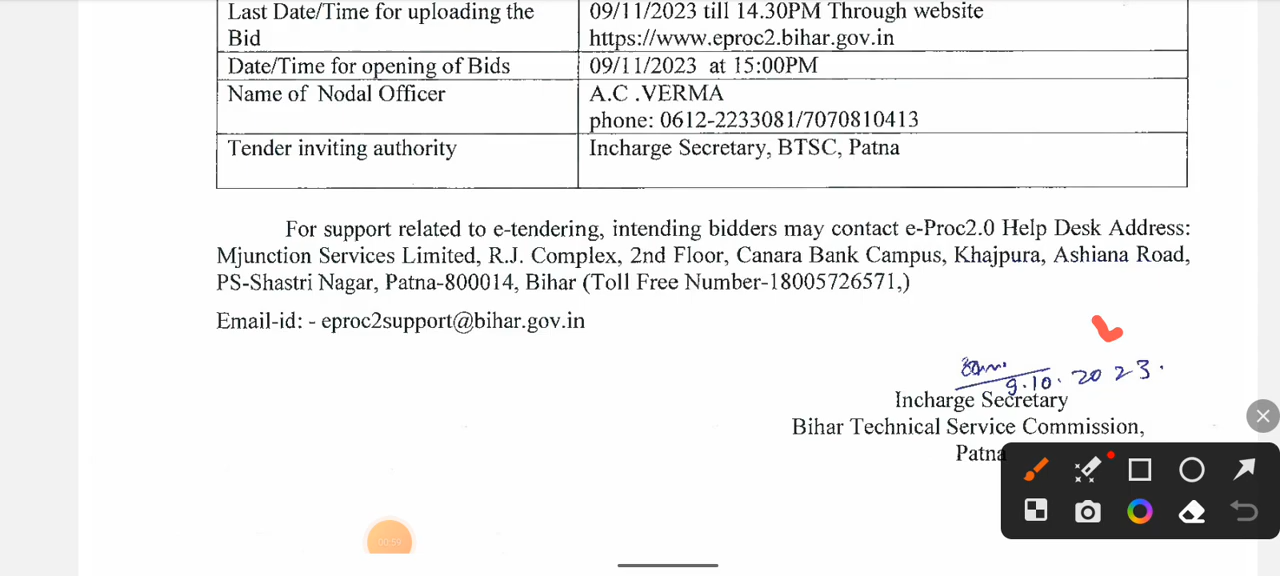 Last Date/Time for uploading the
Bid
09/11/2023 till 14.30PM Through website
https://www.eproc2.bihar.gov.in
Date/Time for opening of Bids
09/11/2023 at 15:00PM
Name of Nodal Officer
A.C .VERMA
phone: 0612-2233081/7070810413
Tender inviting authority
Incharge Secretary, BTSC, Patna
For support related to e-tendering, intending bidders may contact e-Proc2.0 Help Desk Address:
Mjunction Services Limited, R.J. Complex, 2nd Floor, Canara Bank Campus, Khajpura, Ashiana Road,
PS-Shastri Nagar, Patna-800014, Bihar (Toll Free Number-18005726571,)
Email-id: - eproc2support@bihar.gov.in
9.10.2023.
Incharge Secretary
Bihar Technical Service Commission,
Patna
00:59